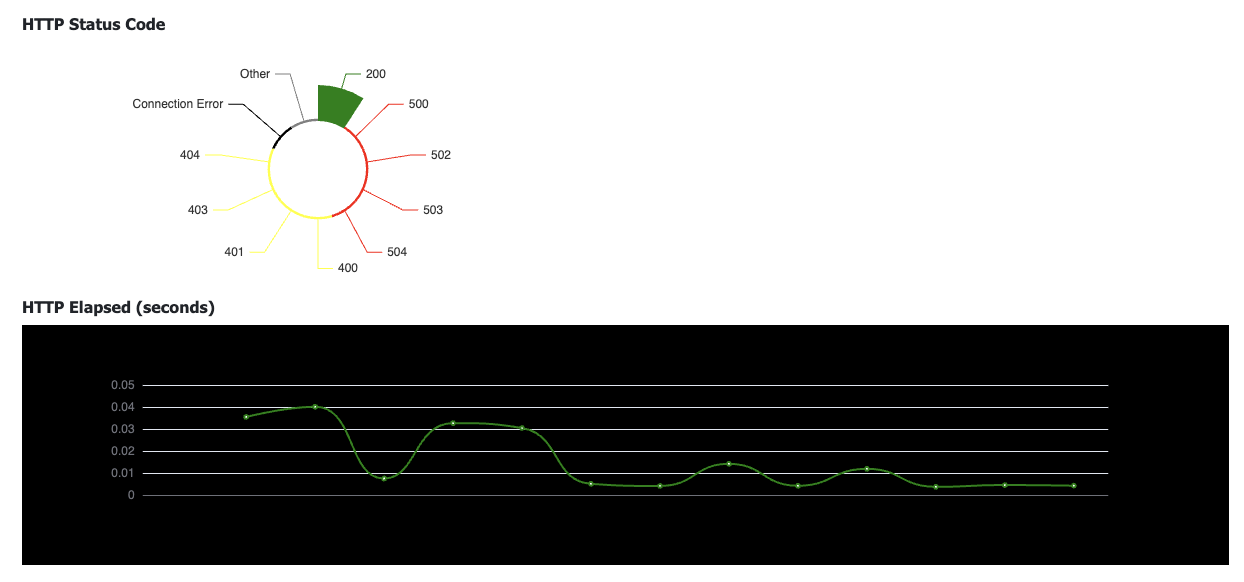 HTTP Status Code
Other 200
Connection Error 500
404 502
403 503
401 504
400
HTTP Elapsed (seconds)
0.05
0.04
0.03
0.02
0.01
0